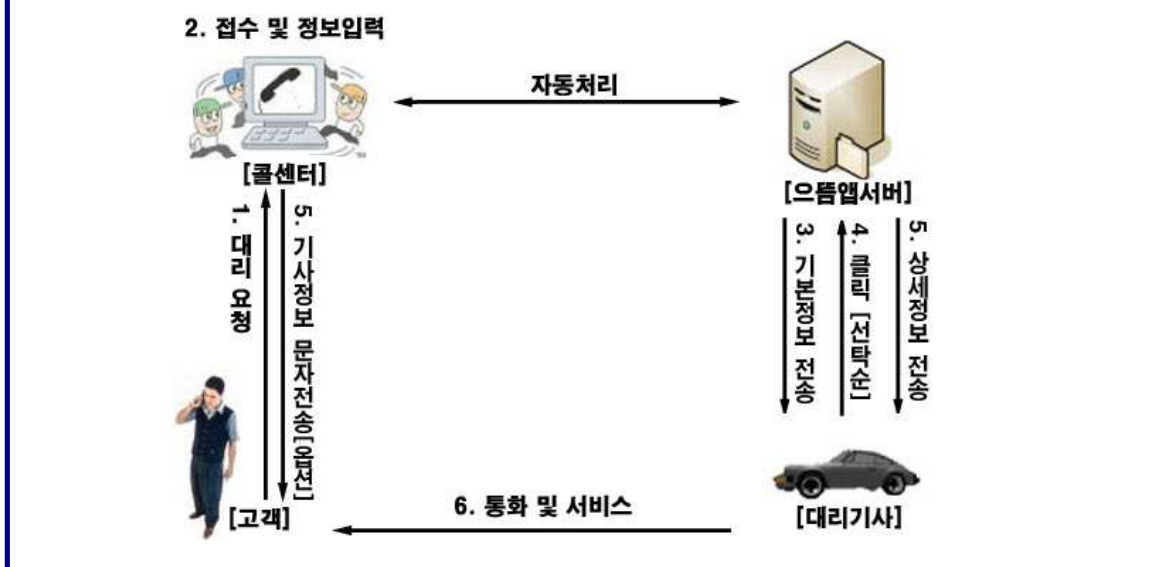 2. 접수 및 정보입력
자동처리
[콜센터]
[으뜸앱서버]
1. 대리 요청
5. 기사정보 문자전송[옵션]
3. 기본정보 전송
4. 클릭 [선탁순]
5. 상세정보 전송
6. 통화 및 서비스
[고객]
[대리기사]